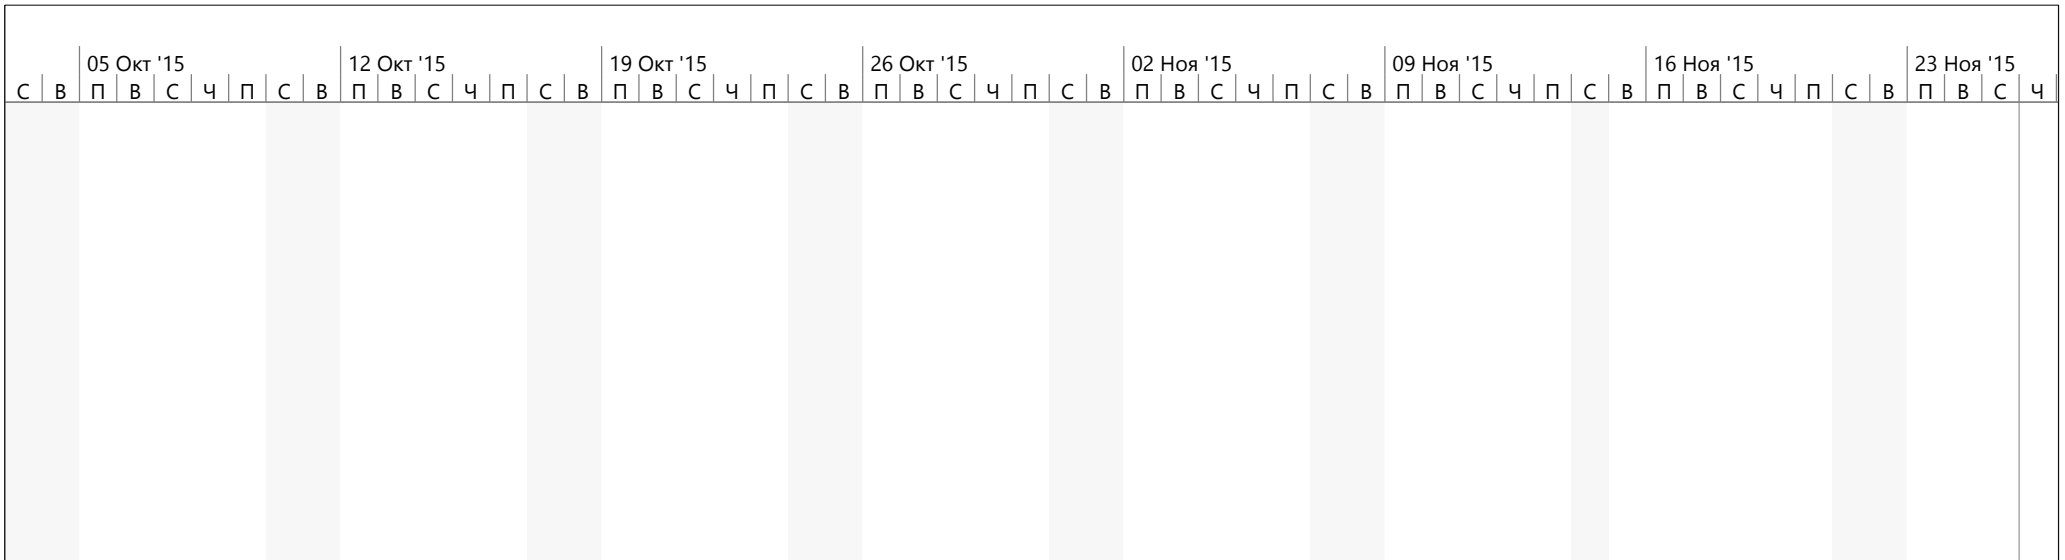 05 Окт '15 12 Окт '15 19 Окт '15 26 Окт '15 02 Ноя '15 09 Ноя '15 16 Ноя '15 23 Ноя '15
С В П В С Ч П С В П В С Ч П С В П В С Ч П С В П В С Ч П С В П В С Ч П С В П В С Ч П С В П В С Ч П С В П В С Ч